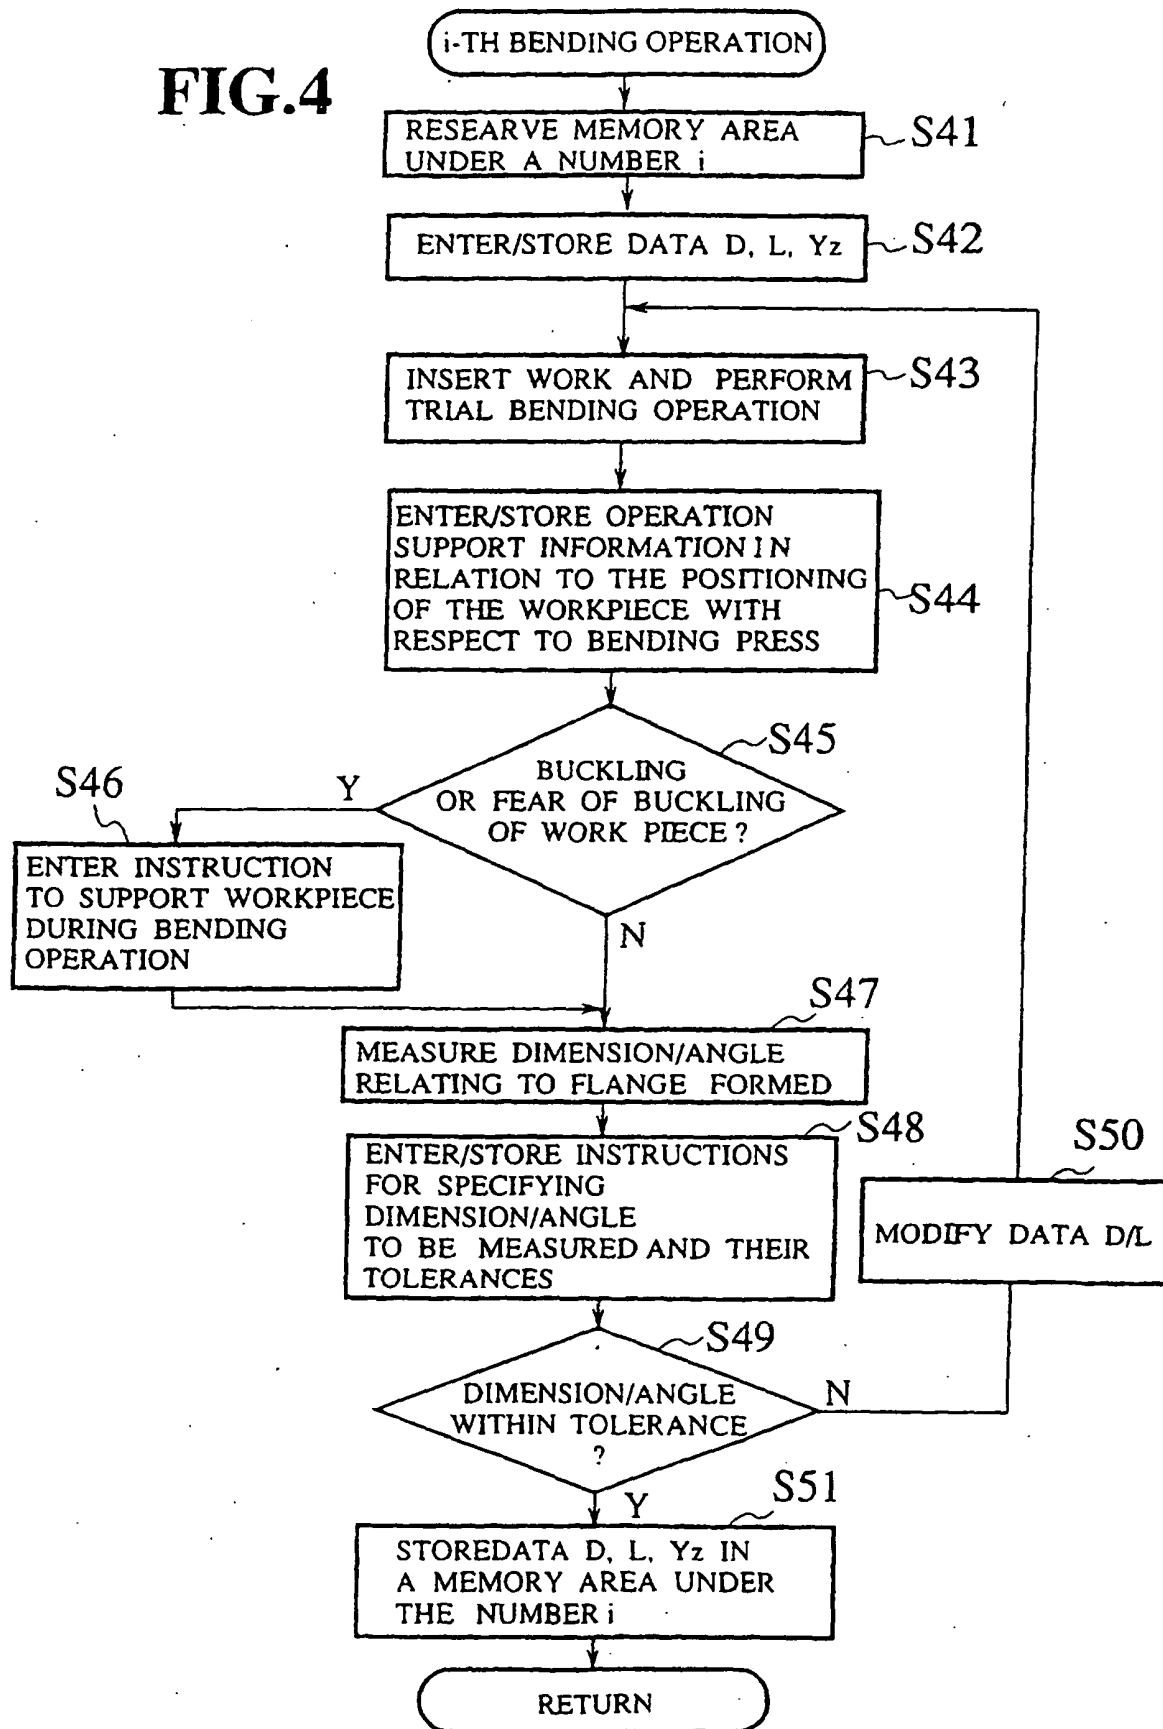 FIG.4
i-TH BENDING OPERATION
RESEARVE MEMORY AREA
UNDER A NUMBER i
S41
ENTER/STORE DATA D, L, Yz
S42
INSERT WORK AND PERFORM
TRIAL BENDING OPERATION
S43
ENTER/STORE OPERATION
SUPPORT INFORMATION IN
RELATION TO THE POSITIONING
OF THE WORKPIECE WITH
RESPECT TO BENDING PRESS
S44
S45
BUCKLING
OR FEAR OF BUCKLING
OF WORK PIECE ?
Y
S46
ENTER INSTRUCTION
TO SUPPORT WORKPIECE
DURING BENDING
OPERATION
N
S47
MEASURE DIMENSION/ANGLE
RELATING TO FLANGE FORMED
S48
ENTER/STORE INSTRUCTIONS
FOR SPECIFYING
DIMENSION/ANGLE
TO BE MEASURED AND THEIR
TOLERANCES
S50
MODIFY DATA D/L
S49
DIMENSION/ANGLE
WITHIN TOLERANCE
?
N
Y
S51
STOREDATA D, L, Yz IN
A MEMORY AREA UNDER
THE NUMBER i
RETURN